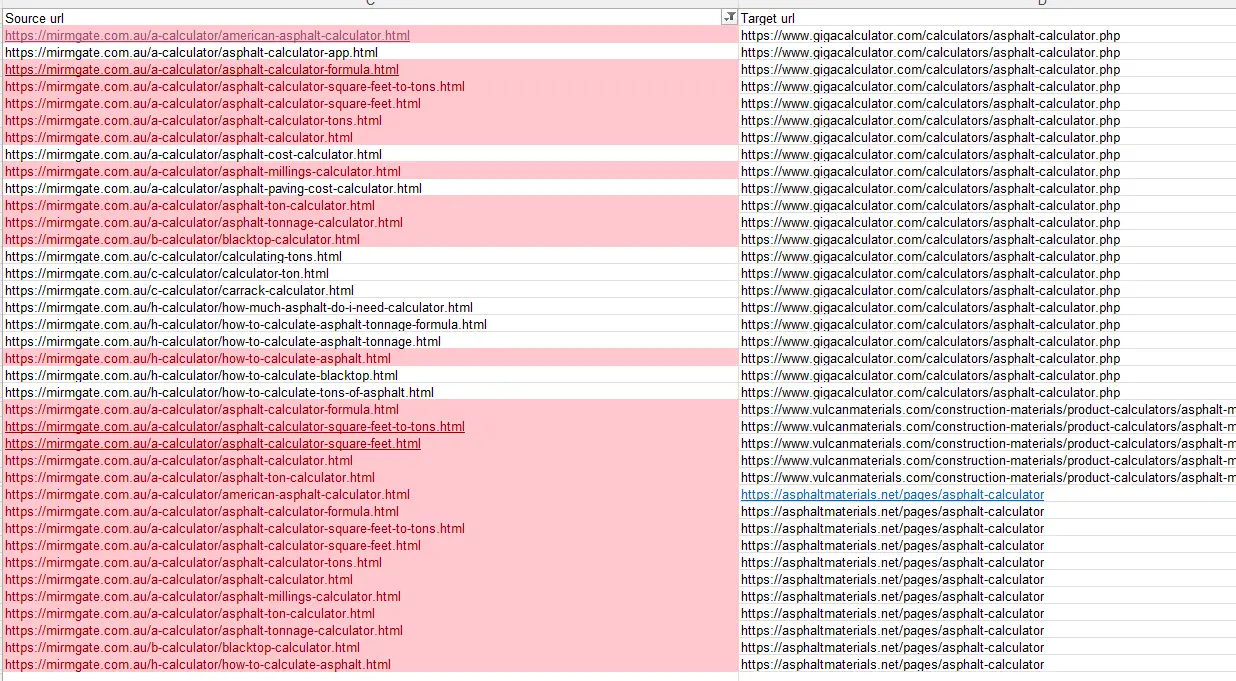 C D
Source url Target url
https://mirmgate.com.au/a-calculator/american-asphalt-calculator.html https://www.gigacalculator.com/calculators/asphalt-calculator.php
https://mirmgate.com.au/a-calculator/asphalt-calculator-app.html https://www.gigacalculator.com/calculators/asphalt-calculator.php
https://mirmgate.com.au/a-calculator/asphalt-calculator-formula.html https://www.gigacalculator.com/calculators/asphalt-calculator.php
https://mirmgate.com.au/a-calculator/asphalt-calculator-square-feet-to-tons.html https://www.gigacalculator.com/calculators/asphalt-calculator.php
https://mirmgate.com.au/a-calculator/asphalt-calculator-square-feet.html https://www.gigacalculator.com/calculators/asphalt-calculator.php
https://mirmgate.com.au/a-calculator/asphalt-calculator-tons.html https://www.gigacalculator.com/calculators/asphalt-calculator.php
https://mirmgate.com.au/a-calculator/asphalt-calculator.html https://www.gigacalculator.com/calculators/asphalt-calculator.php
https://mirmgate.com.au/a-calculator/asphalt-cost-calculator.html https://www.gigacalculator.com/calculators/asphalt-calculator.php
https://mirmgate.com.au/a-calculator/asphalt-millings-calculator.html https://www.gigacalculator.com/calculators/asphalt-calculator.php
https://mirmgate.com.au/a-calculator/asphalt-paving-cost-calculator.html https://www.gigacalculator.com/calculators/asphalt-calculator.php
https://mirmgate.com.au/a-calculator/asphalt-ton-calculator.html https://www.gigacalculator.com/calculators/asphalt-calculator.php
https://mirmgate.com.au/a-calculator/asphalt-tonnage-calculator.html https://www.gigacalculator.com/calculators/asphalt-calculator.php
https://mirmgate.com.au/b-calculator/blacktop-calculator.html https://www.gigacalculator.com/calculators/asphalt-calculator.php
https://mirmgate.com.au/c-calculator/calculating-tons.html https://www.gigacalculator.com/calculators/asphalt-calculator.php
https://mirmgate.com.au/c-calculator/calculator-ton.html https://www.gigacalculator.com/calculators/asphalt-calculator.php
https://mirmgate.com.au/c-calculator/carrack-calculator.html https://www.gigacalculator.com/calculators/asphalt-calculator.php
https://mirmgate.com.au/h-calculator/how-much-asphalt-do-i-need-calculator.html https://www.gigacalculator.com/calculators/asphalt-calculator.php
https://mirmgate.com.au/h-calculator/how-to-calculate-asphalt-tonnage-formula.html https://www.gigacalculator.com/calculators/asphalt-calculator.php
https://mirmgate.com.au/h-calculator/how-to-calculate-asphalt-tonnage.html https://www.gigacalculator.com/calculators/asphalt-calculator.php
https://mirmgate.com.au/h-calculator/how-to-calculate-asphalt.html https://www.gigacalculator.com/calculators/asphalt-calculator.php
https://mirmgate.com.au/h-calculator/how-to-calculate-blacktop.html https://www.gigacalculator.com/calculators/asphalt-calculator.php
https://mirmgate.com.au/h-calculator/how-to-calculate-tons-of-asphalt.html https://www.gigacalculator.com/calculators/asphalt-calculator.php
https://mirmgate.com.au/a-calculator/asphalt-calculator-formula.html https://www.vulcanmaterials.com/construction-materials/product-calculators/asphalt-m
https://mirmgate.com.au/a-calculator/asphalt-calculator-square-feet-to-tons.html https://www.vulcanmaterials.com/construction-materials/product-calculators/asphalt-m
https://mirmgate.com.au/a-calculator/asphalt-calculator-square-feet.html https://www.vulcanmaterials.com/construction-materials/product-calculators/asphalt-m
https://mirmgate.com.au/a-calculator/asphalt-calculator.html https://www.vulcanmaterials.com/construction-materials/product-calculators/asphalt-m
https://mirmgate.com.au/a-calculator/asphalt-ton-calculator.html https://www.vulcanmaterials.com/construction-materials/product-calculators/asphalt-m
https://mirmgate.com.au/a-calculator/american-asphalt-calculator.html https://asphaltmaterials.net/pages/asphalt-calculator
https://mirmgate.com.au/a-calculator/asphalt-calculator-formula.html https://asphaltmaterials.net/pages/asphalt-calculator
https://mirmgate.com.au/a-calculator/asphalt-calculator-square-feet-to-tons.html https://asphaltmaterials.net/pages/asphalt-calculator
https://mirmgate.com.au/a-calculator/asphalt-calculator-square-feet.html https://asphaltmaterials.net/pages/asphalt-calculator
https://mirmgate.com.au/a-calculator/asphalt-calculator-tons.html https://asphaltmaterials.net/pages/asphalt-calculator
https://mirmgate.com.au/a-calculator/asphalt-calculator.html https://asphaltmaterials.net/pages/asphalt-calculator
https://mirmgate.com.au/a-calculator/asphalt-millings-calculator.html https://asphaltmaterials.net/pages/asphalt-calculator
https://mirmgate.com.au/a-calculator/asphalt-ton-calculator.html https://asphaltmaterials.net/pages/asphalt-calculator
https://mirmgate.com.au/a-calculator/asphalt-tonnage-calculator.html https://asphaltmaterials.net/pages/asphalt-calculator
https://mirmgate.com.au/b-calculator/blacktop-calculator.html https://asphaltmaterials.net/pages/asphalt-calculator
https://mirmgate.com.au/h-calculator/how-to-calculate-asphalt.html https://asphaltmaterials.net/pages/asphalt-calculator